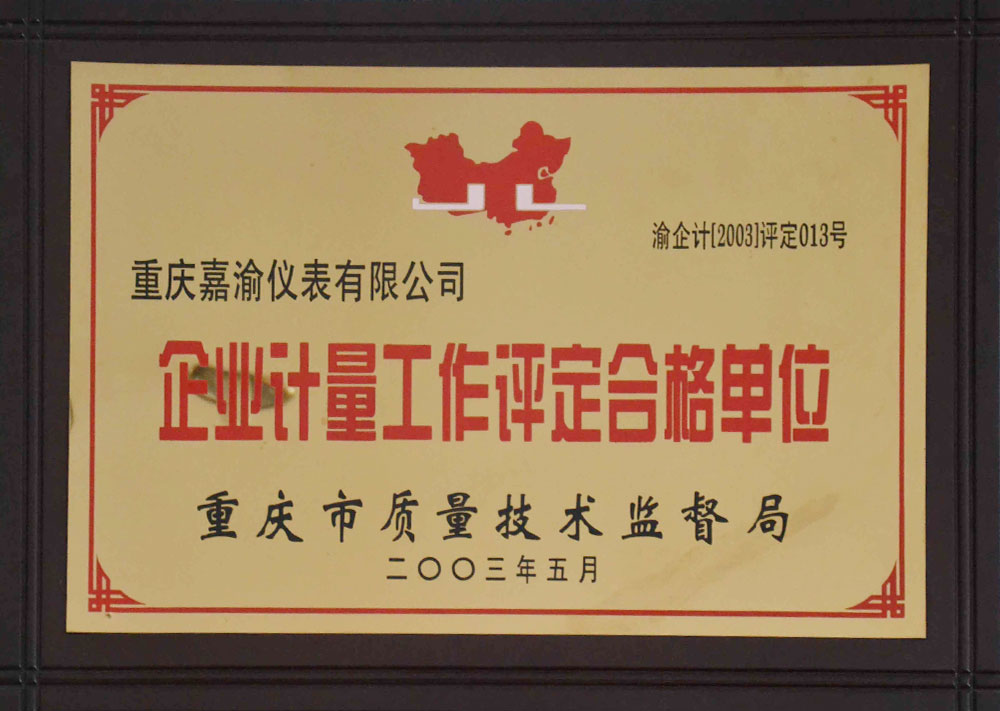 JL
渝企计[2003]评定013号
重庆嘉渝仪表有限公司
企业计量工作评定合格单位
重庆市质量技术监督局
二〇〇三年五月